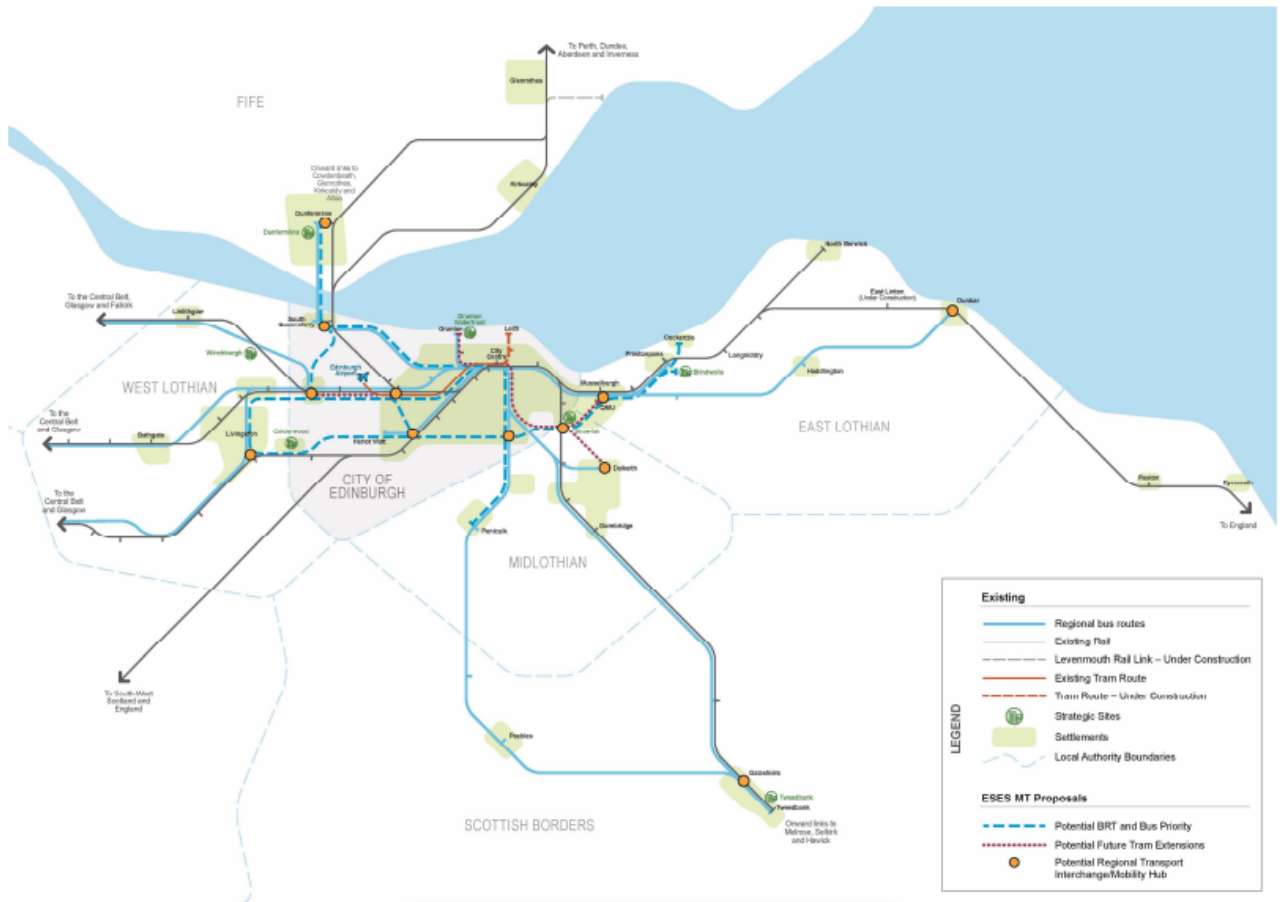 To Perth, Dundee,
Aberdeen and Inverness
Glenrothes
FIFE
Onward links to
Cowdenbeath,
Glenrothes,
Kirkcaldy and
Kirkcaldy
Dunfermline
Dunfermline
North Berwick
To the Central Belt,
Glasgow and Falkirk
East Linton
(Under Construction)
Dunbar
Linlithgow
South
Granton
Waterfront
Granton
Leith
Cockenzie
Winchburgh
City
Centre
Prestonpans
Longniddry
Edinburgh
Airport
Blindwells
Haddington
WEST LOTHIAN
Musselburgh
QMU
To the
Central Belt
and Glasgow
Bathgate
Livingston
Calderwood
Heriot Watt
EAST LOTHIAN
CITY OF
EDINBURGH
Dalkeith
To the
Central Belt
and Glasgow
Reston
To England
Penicuik
Gorebridge
MIDLOTHIAN
To South-West
Scotland and
England
Peebles
Galashiels
Tweedbank
Tweedbank
SCOTTISH BORDERS
Onward links to
Melrose, Selkirk
and Hawick
LEGEND
Existing
Regional bus routes
Existing Rail
Levenmouth Rail Link – Under Construction
Existing Tram Route
Tram Route – Under Construction
Strategic Sites
Settlements
Local Authority Boundaries
ESES MT Proposals
Potential BRT and Bus Priority
Potential Future Tram Extensions
Potential Regional Transport
Interchange/Mobility Hub